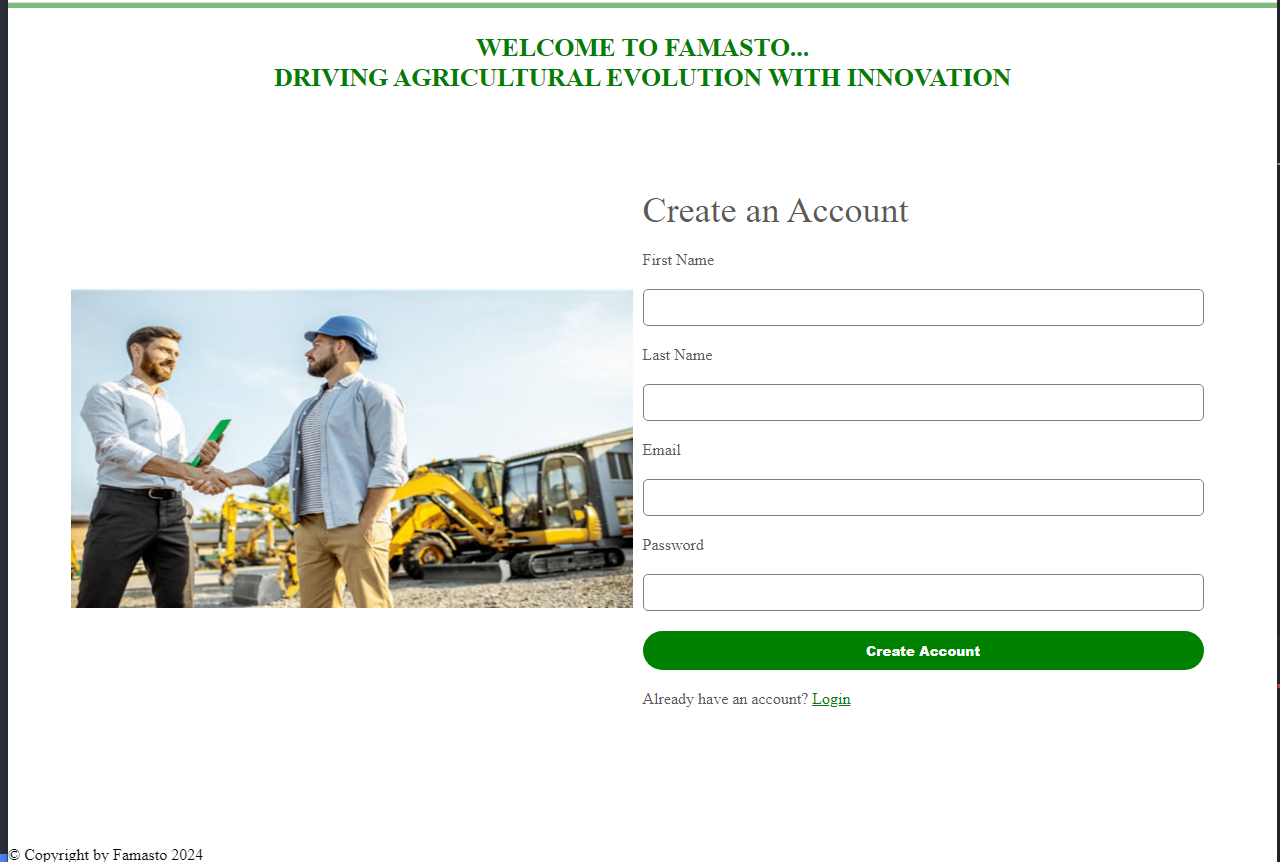 WELCOME TO FAMASTO...
DRIVING AGRICULTURAL EVOLUTION WITH INNOVATION
Create an Account
First Name
Last Name
Email
Password
Create Account
Already have an account? Login
© Copyright by Famasto 2024